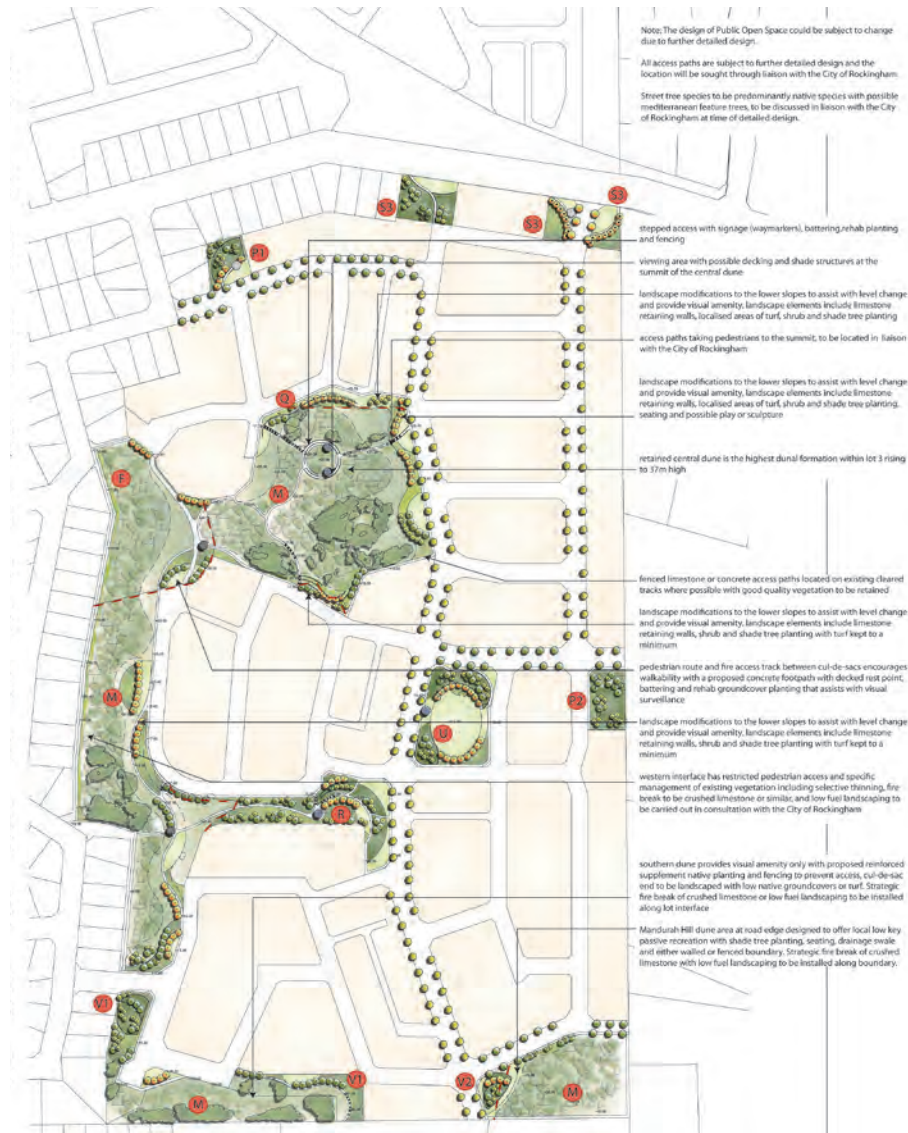 Note; The design of Public Open Space could be subject to change
due to further detailed design.
All access paths are subject to further detailed design and the
location will be sought through liaison with the City of Rockingham.
Street tree species to be predominantly native species with possible
mediterranean feature trees, to be discussed in liaison with the City
of Rockingham at time of detailed design.
S3
S3
S3
P1
stepped access with signage (waymarkers), battering, rehab planting
and fencing
viewing area with possible decking and shade structures at the
summit of the central dune
landscape modifications to the lower slopes to assist with level change
and provide visual amenity, landscape elements include limestone
retaining walls, localised areas of turf, shrub and shade tree planting
access paths taking pedestrians to the summit, to be located in liaison
with the City of Rockingham
landscape modifications to the lower slopes to assist with level change
and provide visual amenity, landscape elements include limestone
retaining walls, localised areas of turf, shrub and shade tree planting,
seating and possible play or sculpture
Q
retained central dune is the highest dunal formation within lot 3 rising
to 37m high
F
M
fenced limestone or concrete access paths located on existing cleared
tracks where possible with good quality vegetation to be retained
landscape modifications to the lower slopes to assist with level change
and provide visual amenity, landscape elements include limestone
retaining walls, shrub and shade tree planting with turf kept to a
minimum
pedestrian route and fire access track between cul-de-sacs encourages
walkability with a proposed concrete footpath with decked rest point,
battering and rehab groundcover planting that assists with visual
surveillance
M
P2
U
landscape modifications to the lower slopes to assist with level change
and provide visual amenity, landscape elements include limestone
retaining walls, shrub and shade tree planting with turf kept to a
minimum
western interface has restricted pedestrian access and specific
management of existing vegetation including selective thinning, fire
break to be crushed limestone or similar, and low fuel landscaping to
be carried out in consultation with the City of Rockingham
R
southern dune provides visual amenity only with proposed reinforced
supplement native planting and fencing to prevent access, cul-de-sac
end to be landscaped with low native groundcovers or turf. Strategic
fire break of crushed limestone or low fuel landscaping to be installed
along lot interface
Mandurah Hill dune area at road edge designed to offer local low key
passive recreation with shade tree planting, seating, drainage swale
and either walled or fenced boundary. Strategic fire break of crushed
limestone with low fuel landscaping to be installed along boundary.
V1
V1
V2
M
M